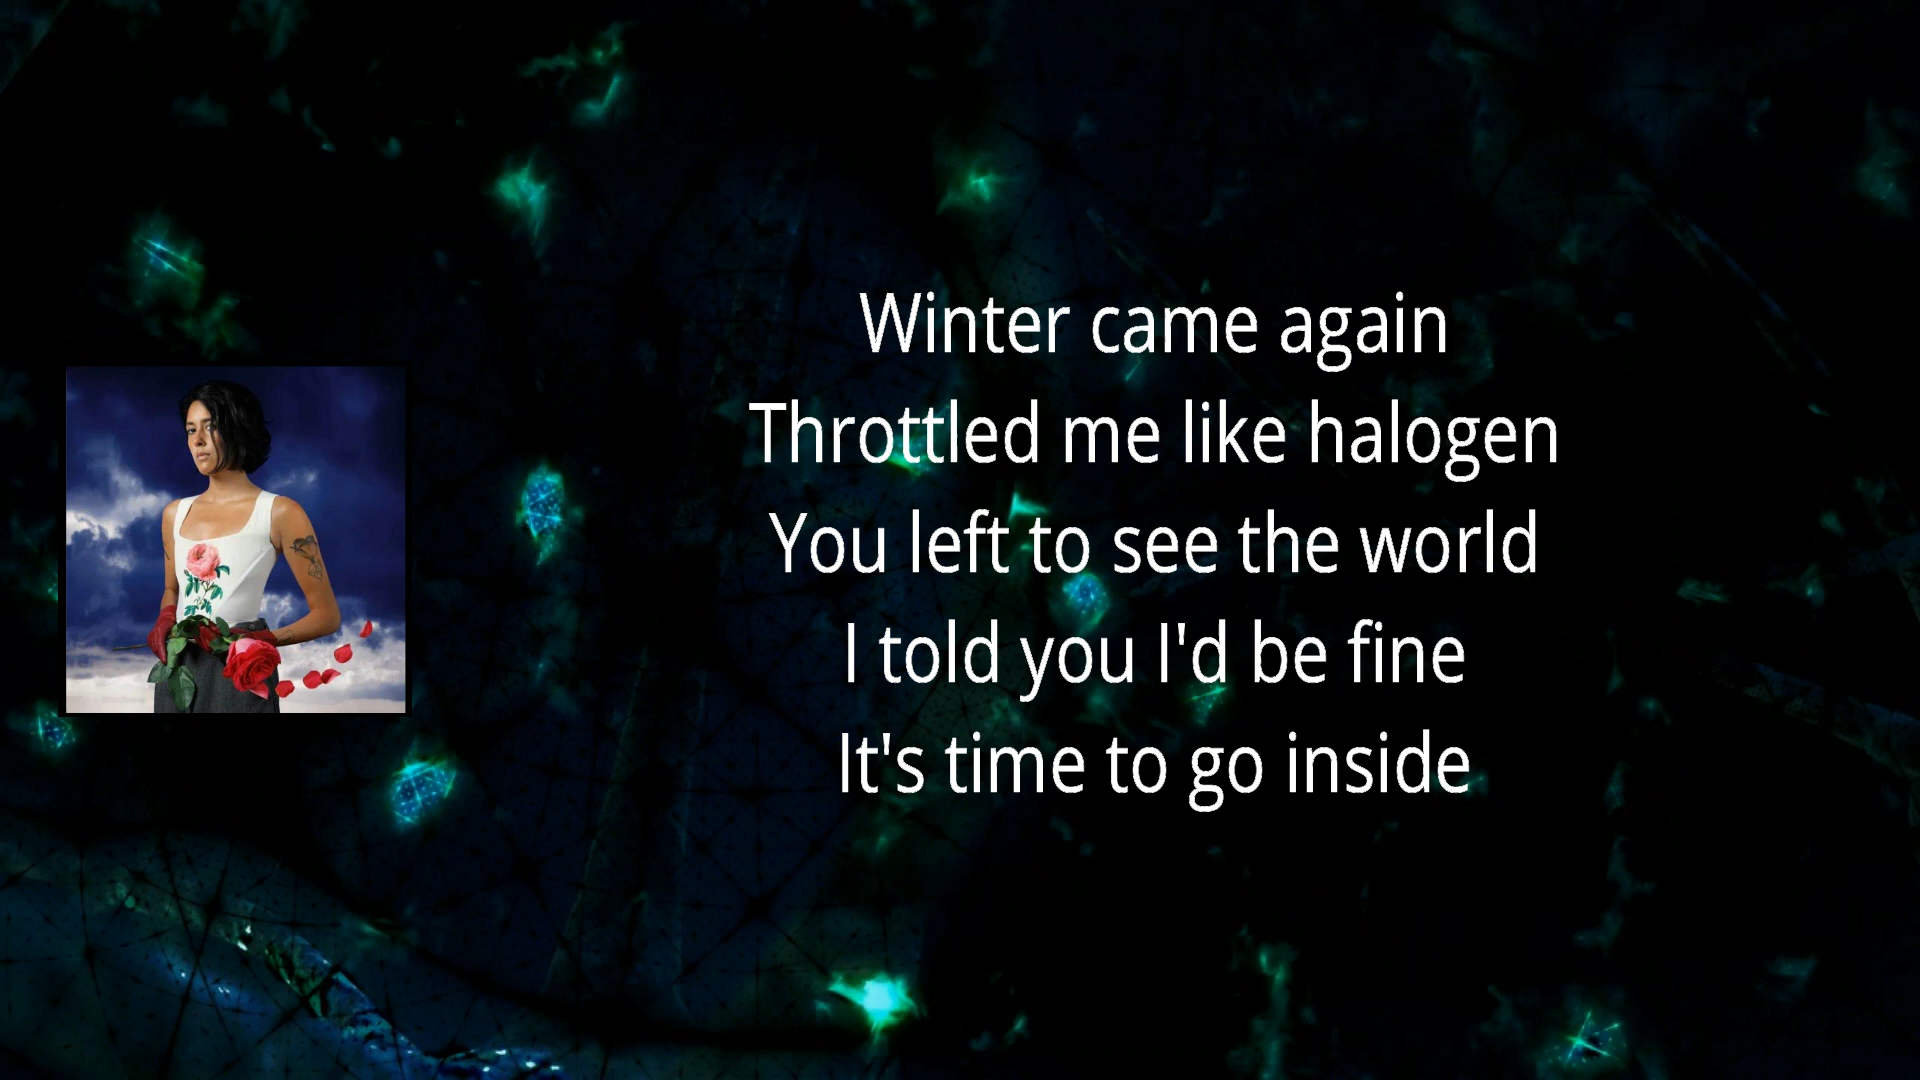 Winter came again
Throttled me like halogen
You left to see the world
I told you I'd be fine
It's time to go inside